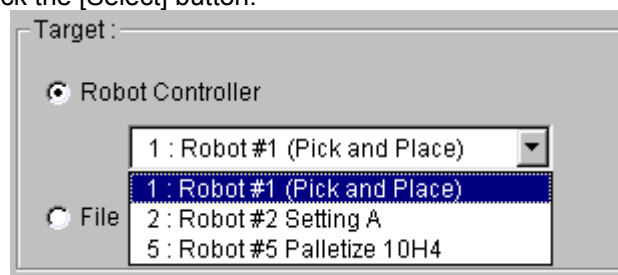 ck the [Select] button.
Target :
Robot Controller
1 : Robot #1 (Pick and Place)
1 : Robot #1 (Pick and Place)
File
2 : Robot #2 Setting A
5 : Robot #5 Palletize 10H4